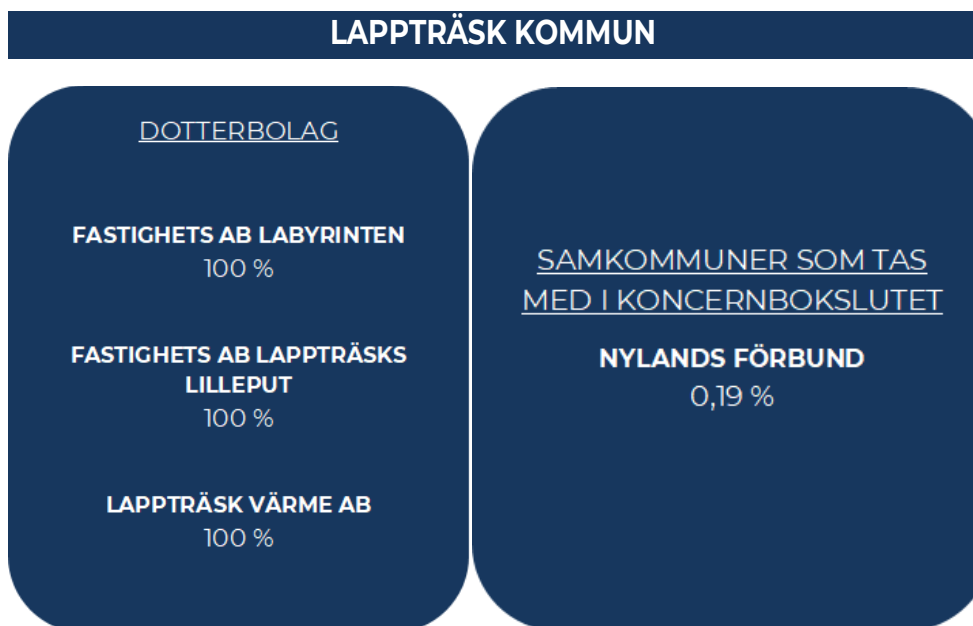 LAPPTRÄSK KOMMUN
DOTTERBOLAG
FASTIGHETS AB LABYRINTEN
100 %
FASTIGHETS AB LAPPTRÄSKS
LILLEPUT
100 %
LAPPTRÄSK VÄRME AB
100 %
SAMKOMMUNER SOM TAS
MED I KONCERNBOKSLUTET
NYLANDS FÖRBUND
0,19 %